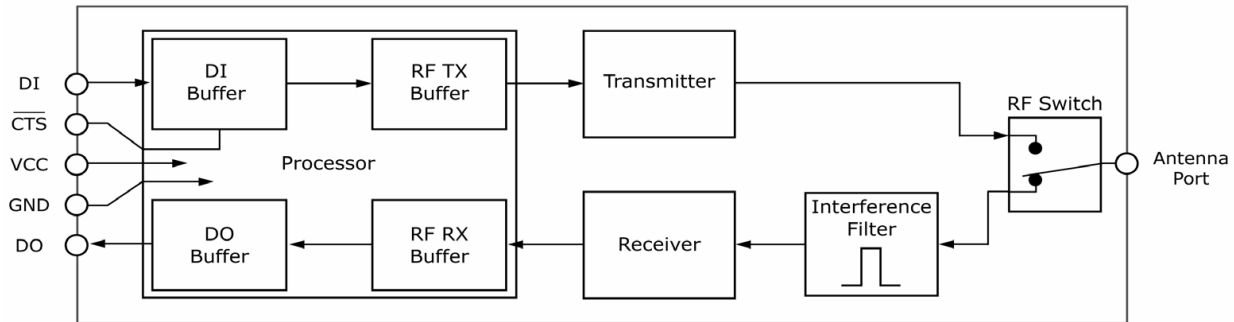 DI
CTS
VCC
GND
DO
DI
Buffer
RF TX
Buffer
Processor
DO
Buffer
RF RX
Buffer
Transmitter
Receiver
Interference
Filter
RF Switch
Antenna
Port